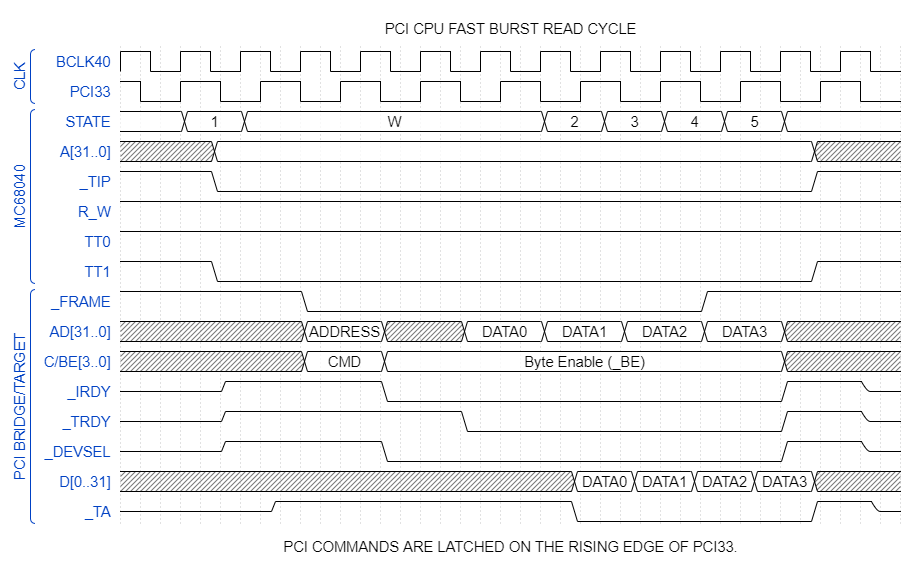 PCI CPU FAST BURST READ CYCLE
CLK
BCLK40
PCI33
MC68040
STATE 1 W 2 3 4 5
A[31..0]
_TIP
R_W
TT0
TT1
PCI BRIDGE/TARGET
_FRAME
AD[31..0] ADDRESS DATA0 DATA1 DATA2 DATA3
C/BE[3..0] CMD Byte Enable (_BE)
_IRDY
_TRDY
_DEVSEL
D[0..31] DATA0 DATA1 DATA2 DATA3
_TA
PCI COMMANDS ARE LATCHED ON THE RISING EDGE OF PCI33.